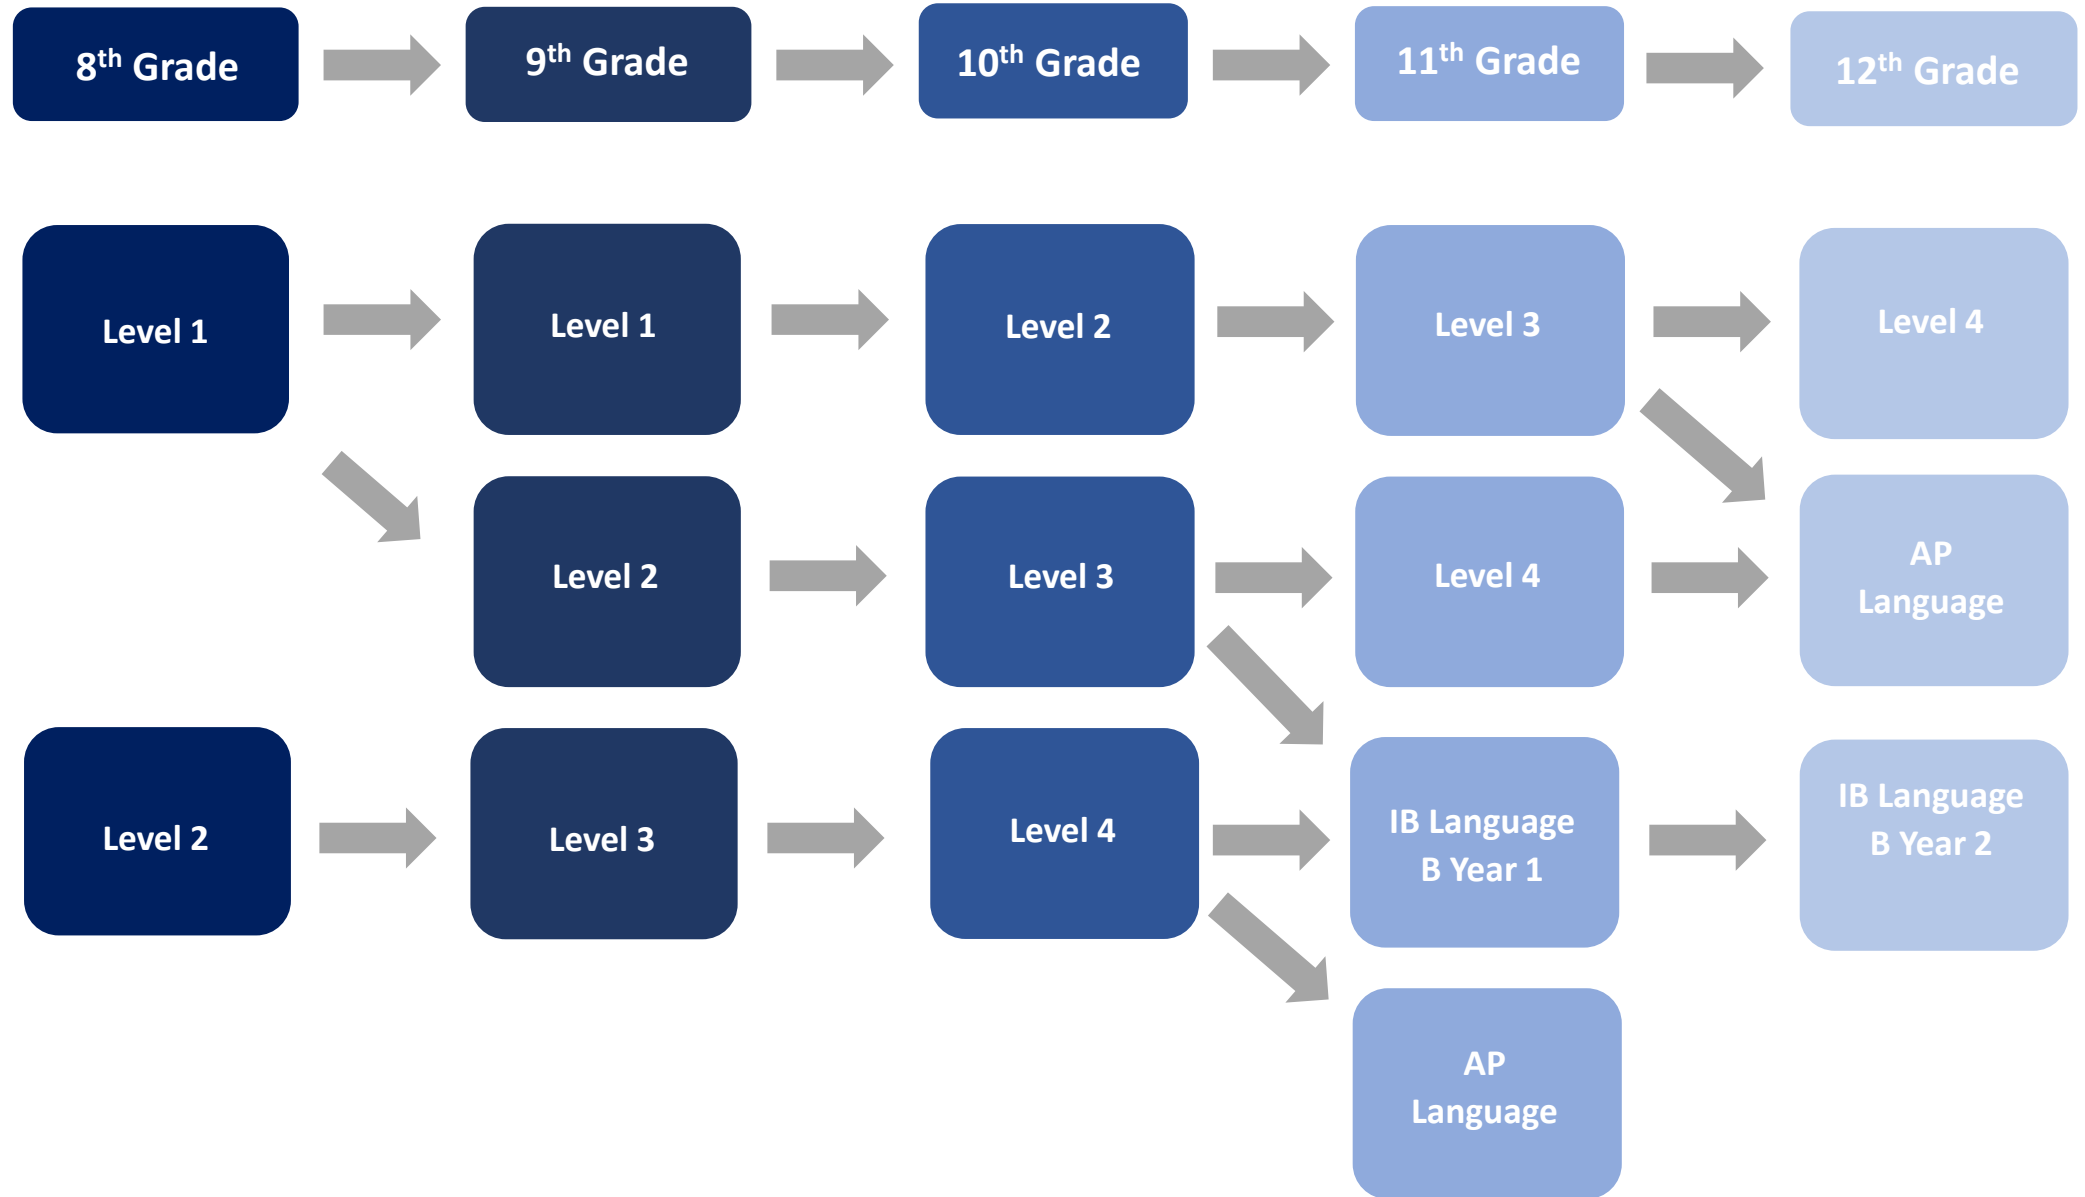 8th Grade
9th Grade
10th Grade
11th Grade
12th Grade
Level 1
Level 1
Level 2
Level 3
Level 4
Level 2
Level 3
Level 4
AP
Language
Level 2
Level 3
Level 4
IB Language
B Year 1
IB Language
B Year 2
AP
Language